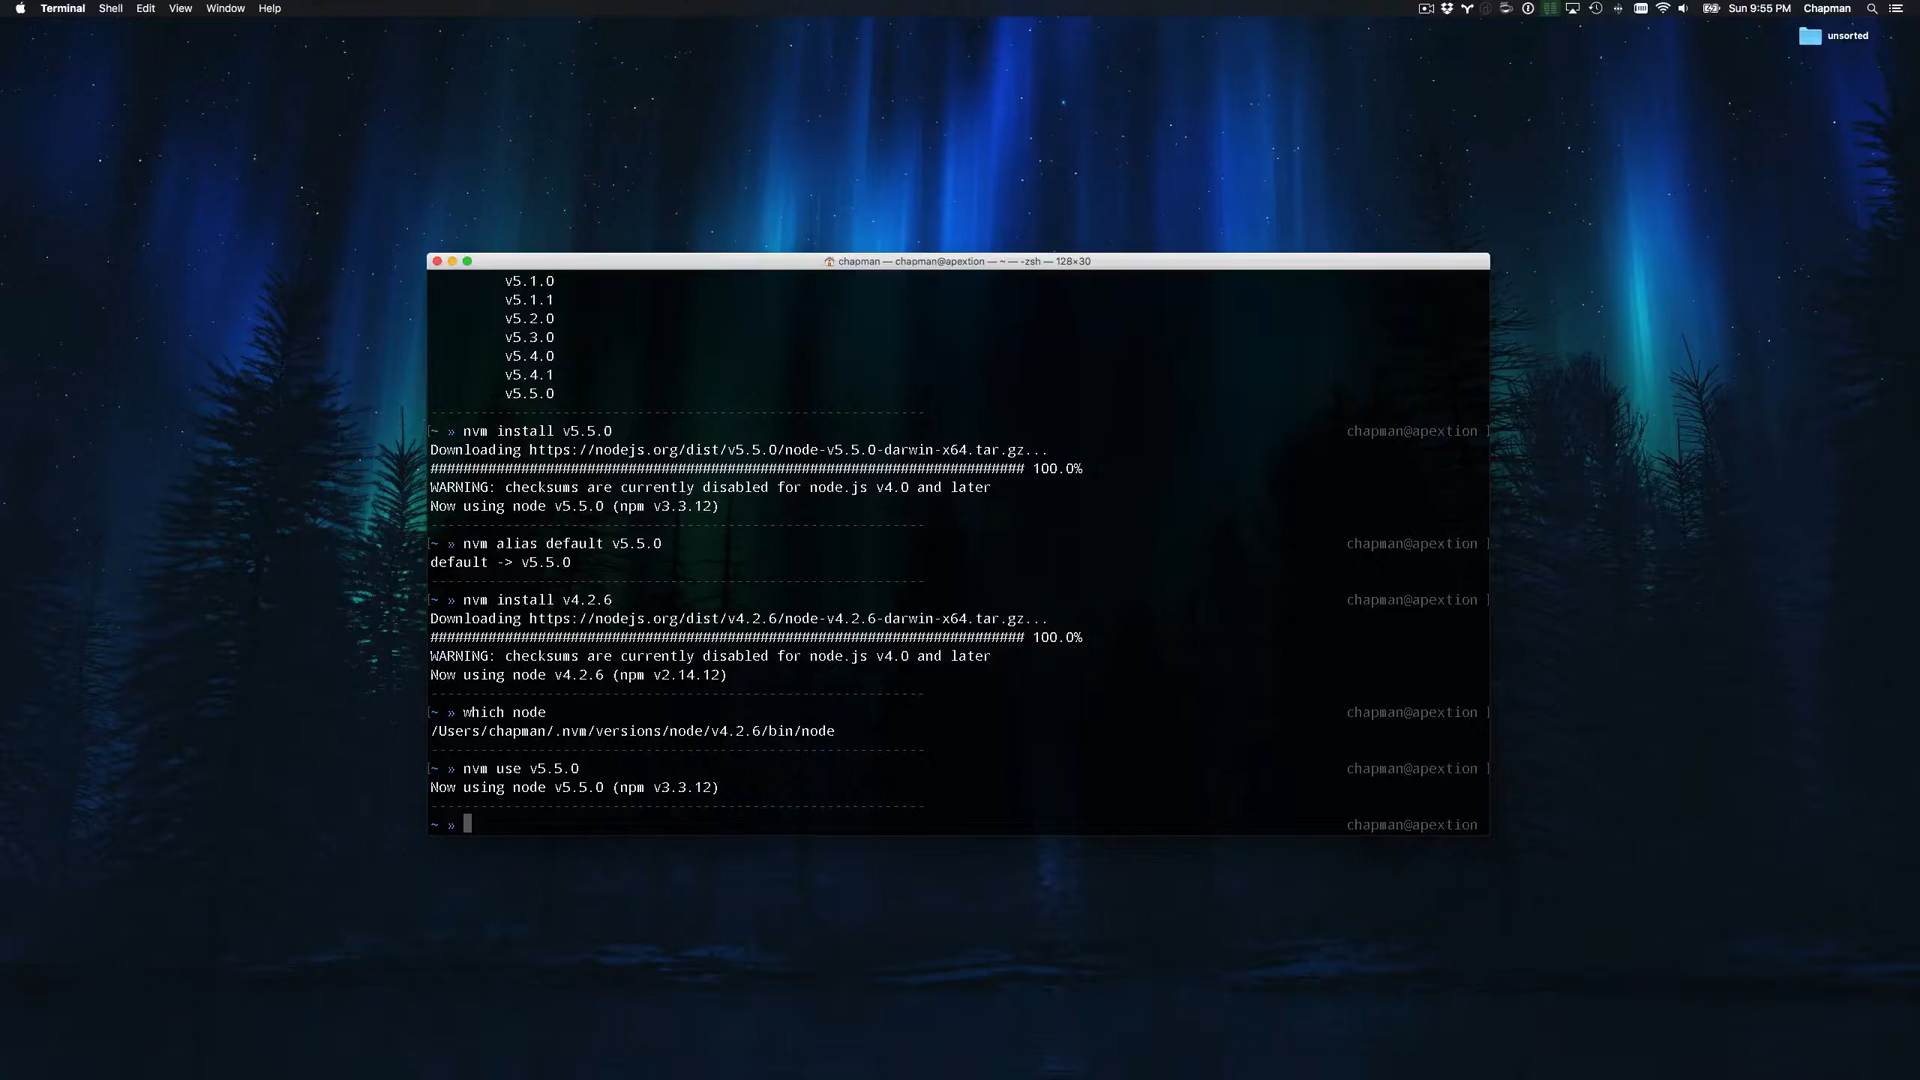 Terminal Shell Edit View Window Help Sun 9:55 PM Chapman
unsorted
chapman — chapman@apextion — ~ — -zsh — 128×30
v5.1.0
v5.1.1
v5.2.0
v5.3.0
v5.4.0
v5.4.1
v5.5.0
------------------------------------------------------------
[~ » nvm install v5.5.0 chapman@apextion ]
Downloading https://nodejs.org/dist/v5.5.0/node-v5.5.0-darwin-x64.tar.gz...
######################################################################## 100.0%
WARNING: checksums are currently disabled for node.js v4.0 and later
Now using node v5.5.0 (npm v3.3.12)
------------------------------------------------------------
[~ » nvm alias default v5.5.0 chapman@apextion ]
default -> v5.5.0
------------------------------------------------------------
[~ » nvm install v4.2.6 chapman@apextion ]
Downloading https://nodejs.org/dist/v4.2.6/node-v4.2.6-darwin-x64.tar.gz...
######################################################################## 100.0%
WARNING: checksums are currently disabled for node.js v4.0 and later
Now using node v4.2.6 (npm v2.14.12)
------------------------------------------------------------
[~ » which node chapman@apextion ]
/Users/chapman/.nvm/versions/node/v4.2.6/bin/node
------------------------------------------------------------
[~ » nvm use v5.5.0 chapman@apextion ]
Now using node v5.5.0 (npm v3.3.12)
------------------------------------------------------------
~ » chapman@apextion